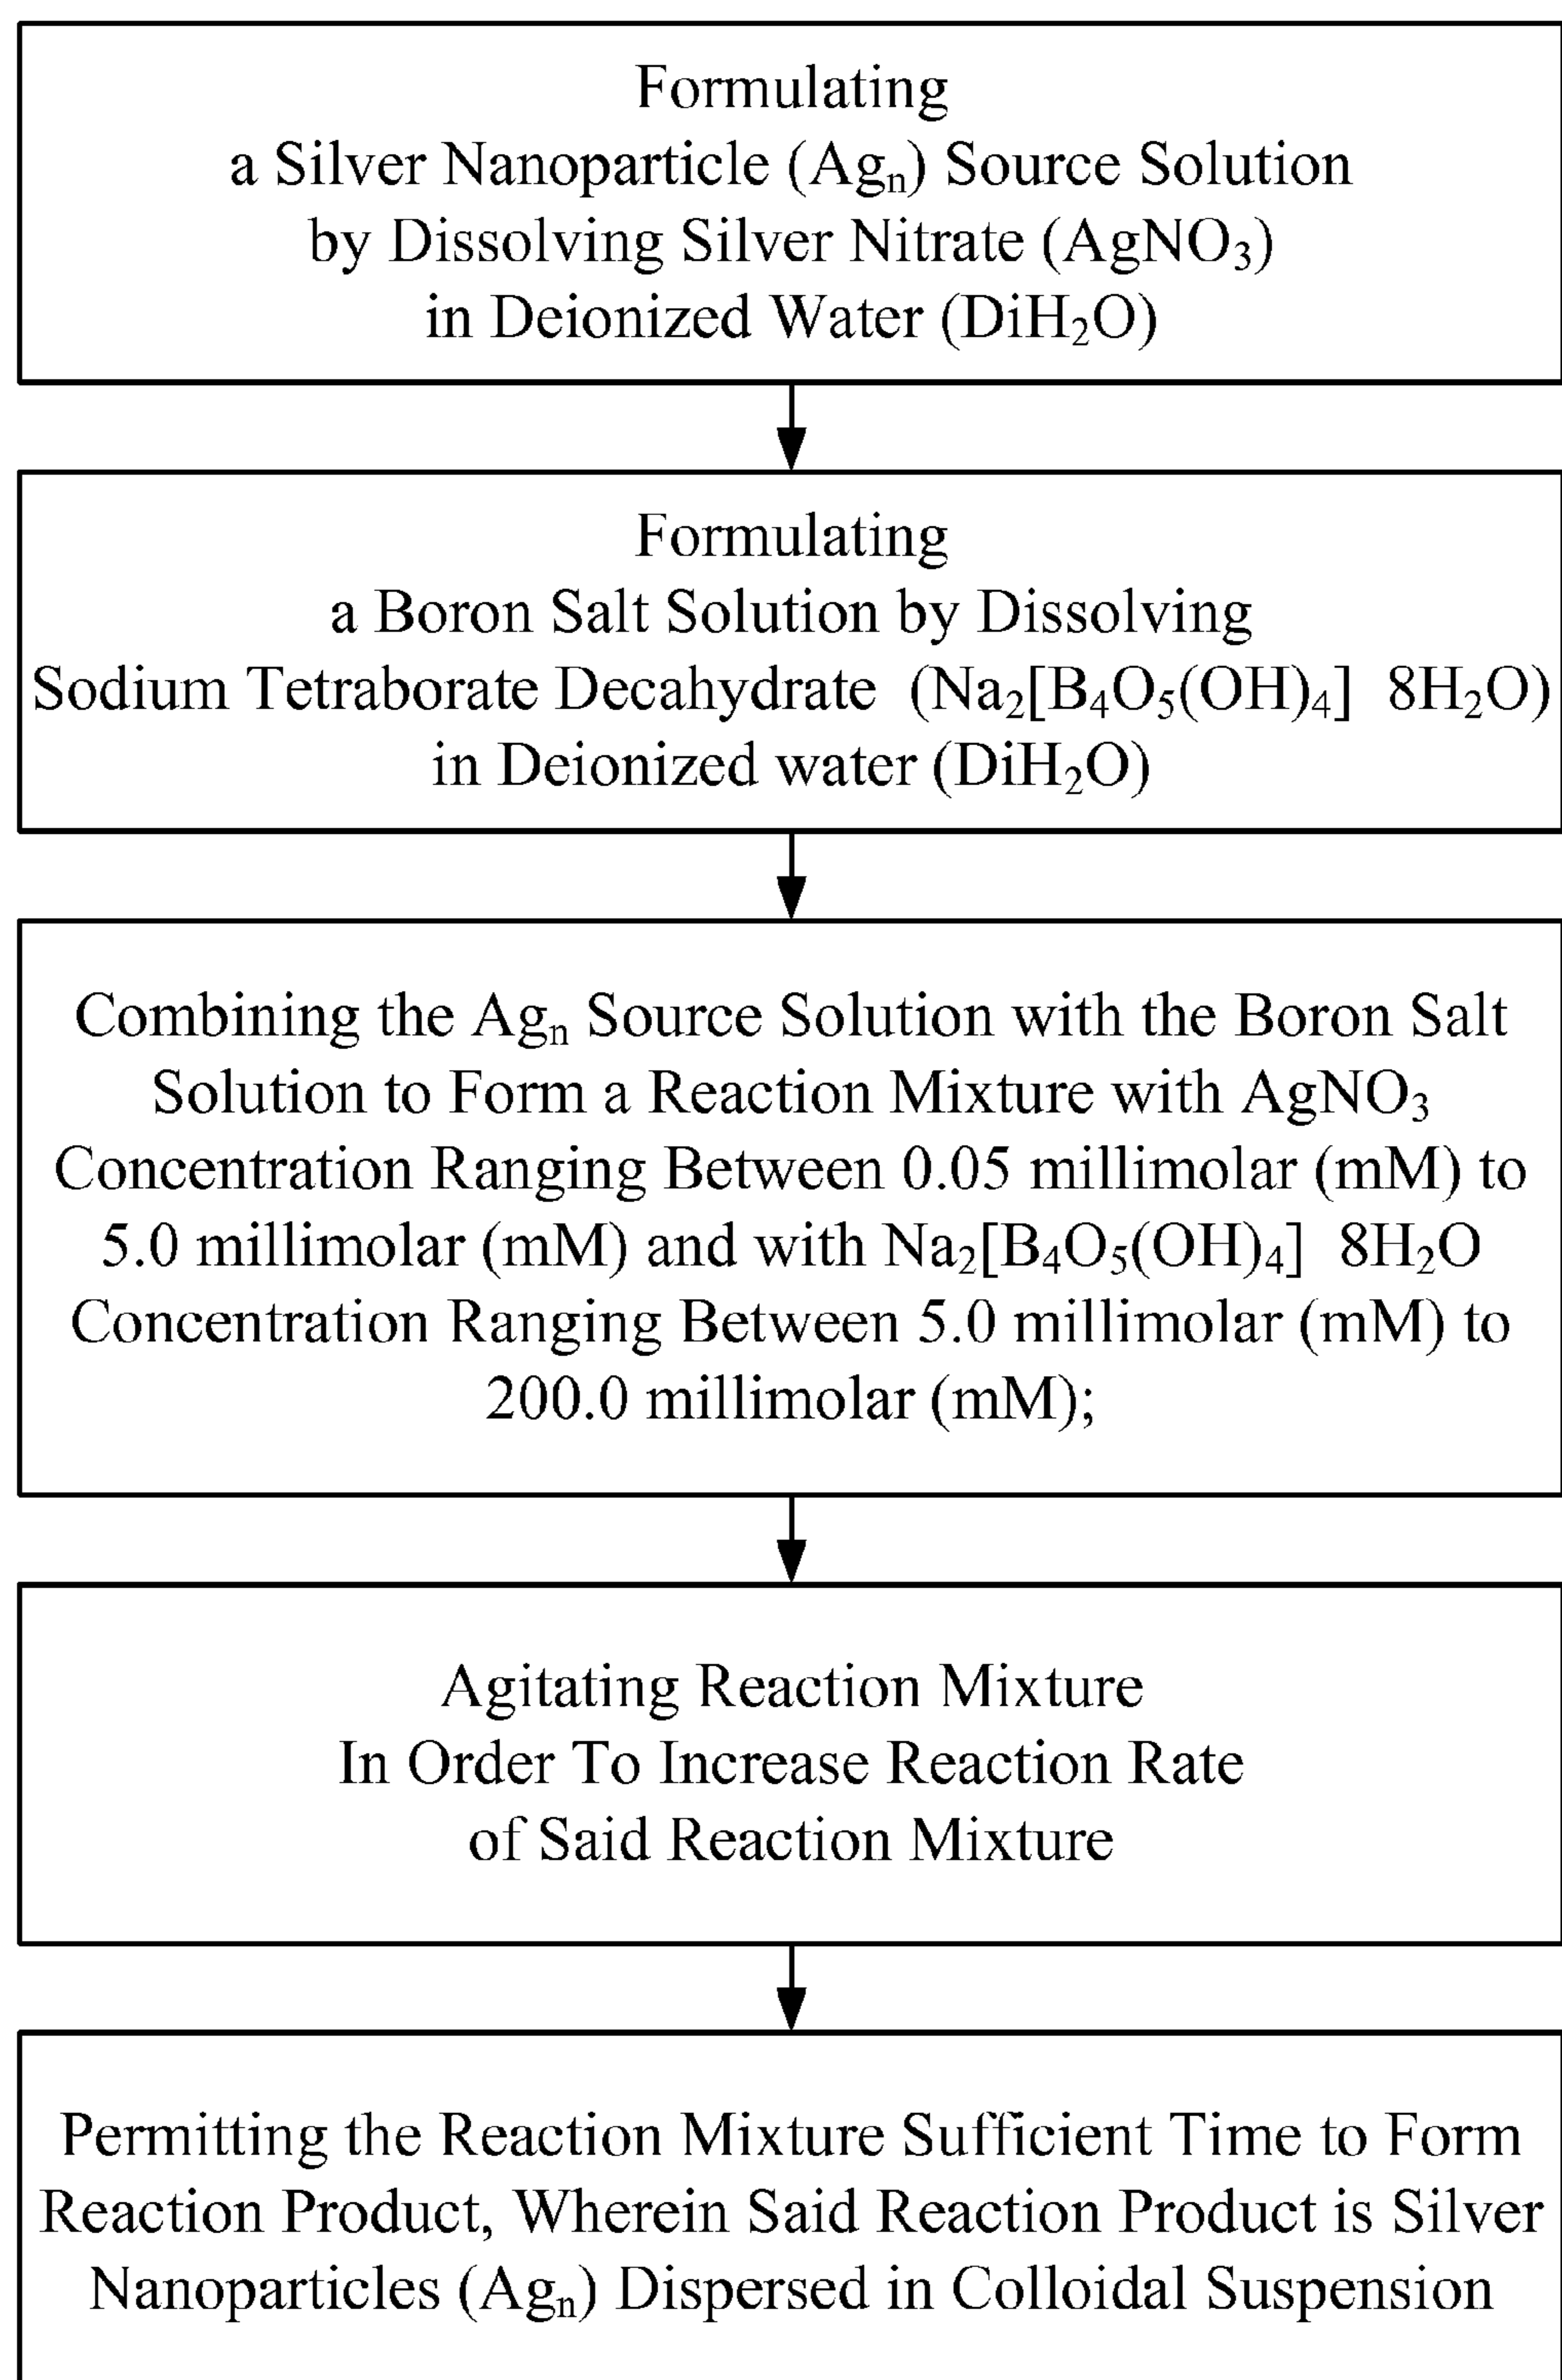 Formulating
a Silver Nanoparticle (Agₙ) Source Solution
by Dissolving Silver Nitrate (AgNO₃)
in Deionized Water (DiH₂O)
Formulating
a Boron Salt Solution by Dissolving
Sodium Tetraborate Decahydrate (Na₂[B₄O₅(OH)₄] 8H₂O)
in Deionized water (DiH₂O)
Combining the Agₙ Source Solution with the Boron Salt
Solution to Form a Reaction Mixture with AgNO₃
Concentration Ranging Between 0.05 millimolar (mM) to
5.0 millimolar (mM) and with Na₂[B₄O₅(OH)₄] 8H₂O
Concentration Ranging Between 5.0 millimolar (mM) to
200.0 millimolar (mM);
Agitating Reaction Mixture
In Order To Increase Reaction Rate
of Said Reaction Mixture
Permitting the Reaction Mixture Sufficient Time to Form
Reaction Product, Wherein Said Reaction Product is Silver
Nanoparticles (Agₙ) Dispersed in Colloidal Suspension